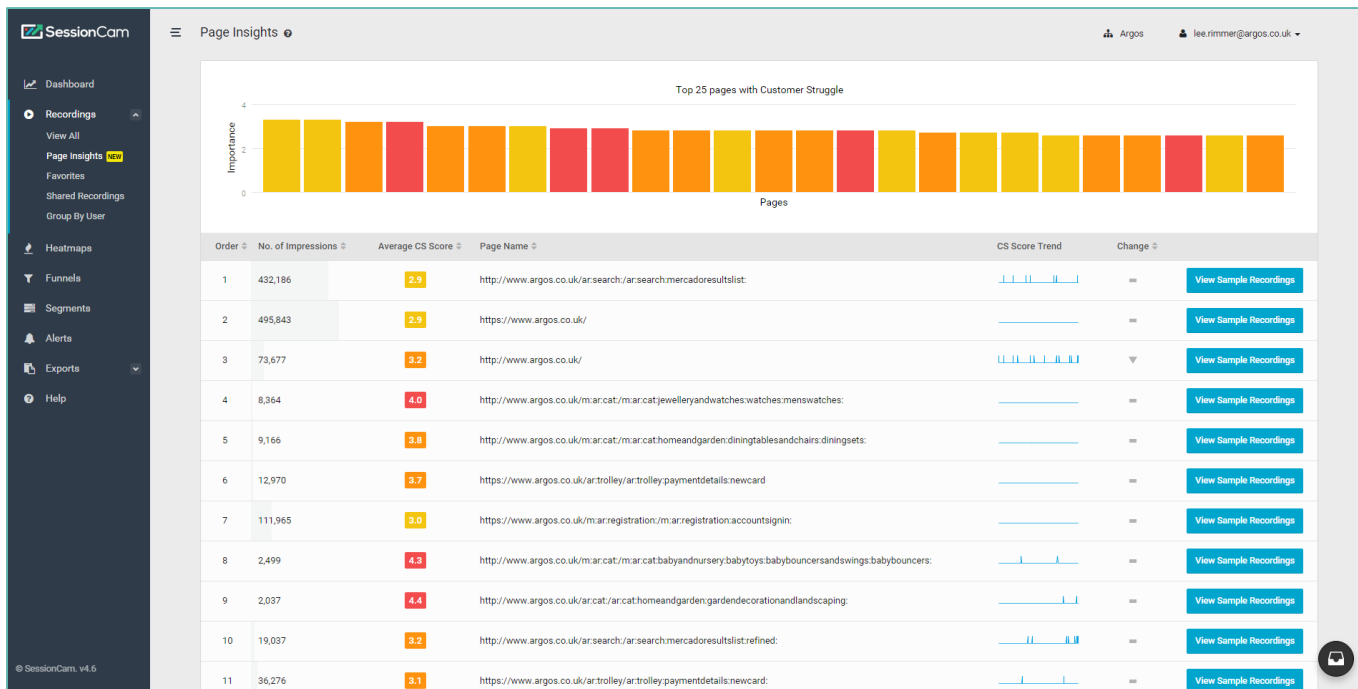 SessionCam
Page Insights
Argos
lee.rimmer@argos.co.uk
Dashboard
Recordings
View All
Page Insights NEW
Favorites
Shared Recordings
Group By User
Heatmaps
Funnels
Segments
Alerts
Exports
Help
© SessionCam. v4.6
Top 25 pages with Customer Struggle
4
2
0
Importance
Pages
Order No. of Impressions Average CS Score Page Name CS Score Trend Change
1 432,186 2.9 http://www.argos.co.uk/ar:search:/ar:search:mercadoresultslist: View Sample Recordings
2 495,843 2.9 https://www.argos.co.uk/ View Sample Recordings
3 73,677 3.2 http://www.argos.co.uk/ View Sample Recordings
4 8,364 4.0 http://www.argos.co.uk/m:ar:cat:/m:ar:cat:jewelleryandwatches:watches:menswatches: View Sample Recordings
5 9,166 3.8 http://www.argos.co.uk/m:ar:cat:/m:ar:cat:homeandgarden:diningtablesandchairs:diningsets: View Sample Recordings
6 12,970 3.7 http://www.argos.co.uk/ar:trolley/ar:trolley:paymentdetails:newcard View Sample Recordings
7 111,965 3.0 https://www.argos.co.uk/m:ar:registration:/m:ar:registration:accountsignin: View Sample Recordings
8 2,499 4.3 http://www.argos.co.uk/m:ar:cat:/m:ar:cat:babyandnursery:babytoys:babybouncersandswings:babybouncers: View Sample Recordings
9 2,037 4.4 http://www.argos.co.uk/ar:cat:/ar:cat:homeandgarden:gardendecorationandlandscaping: View Sample Recordings
10 19,037 3.2 http://www.argos.co.uk/ar:search:/ar:search:mercadoresultslist:refined: View Sample Recordings
11 36,276 3.1 http://www.argos.co.uk/ar:trolley:/ar:trolley:paymentdetails:newcard: View Sample Recordings